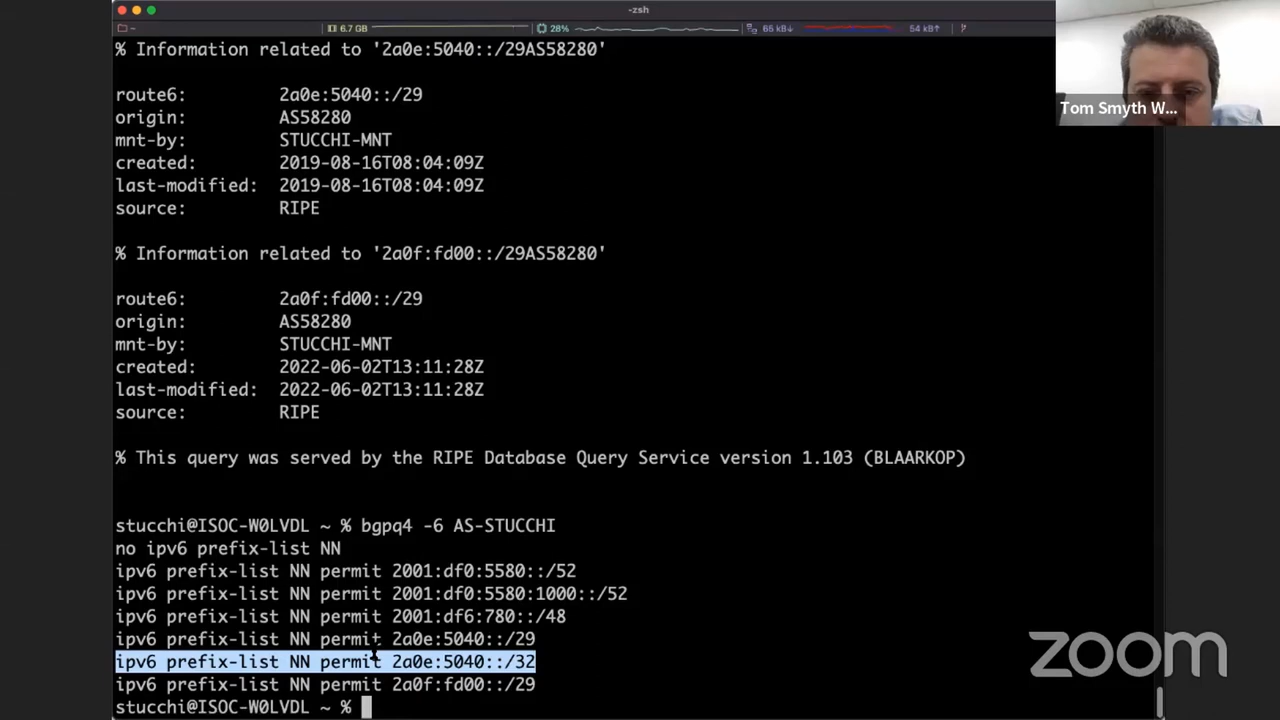 -zsh
~
6.7 GB
28%
65 kB↓
54 kB↑
% Information related to '2a0e:5040::/29AS58280'
route6: 2a0e:5040::/29
origin: AS58280
mnt-by: STUCCHI-MNT
created: 2019-08-16T08:04:09Z
last-modified: 2019-08-16T08:04:09Z
source: RIPE
% Information related to '2a0f:fd00::/29AS58280'
route6: 2a0f:fd00::/29
origin: AS58280
mnt-by: STUCCHI-MNT
created: 2022-06-02T13:11:28Z
last-modified: 2022-06-02T13:11:28Z
source: RIPE
% This query was served by the RIPE Database Query Service version 1.103 (BLAARKOP)
stucchi@ISOC-W0LVDL ~ % bgpq4 -6 AS-STUCCHI
no ipv6 prefix-list NN
ipv6 prefix-list NN permit 2001:df0:5580::/52
ipv6 prefix-list NN permit 2001:df0:5580:1000::/52
ipv6 prefix-list NN permit 2001:df6:780::/48
ipv6 prefix-list NN permit 2a0e:5040::/29
ipv6 prefix-list NN permit 2a0e:5040::/32
ipv6 prefix-list NN permit 2a0f:fd00::/29
stucchi@ISOC-W0LVDL ~ %
Tom Smyth W...
zoom